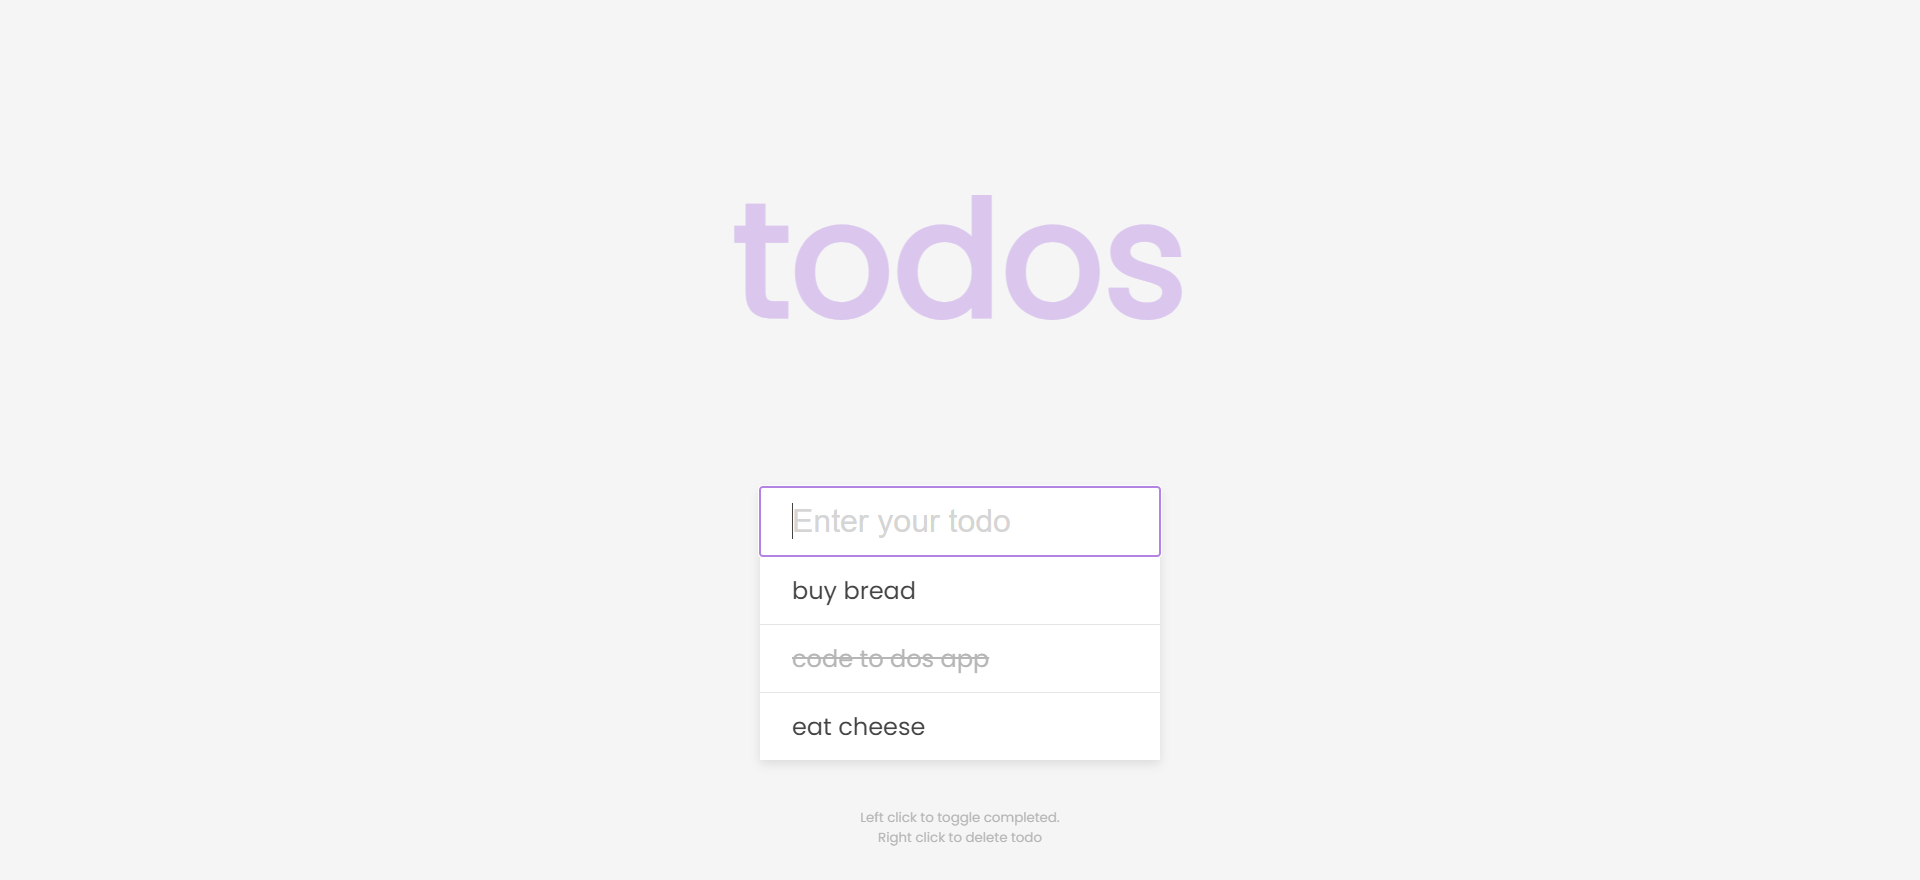 todos
Enter your todo
buy bread
code to dos app
eat cheese
Left click to toggle completed.
Right click to delete todo